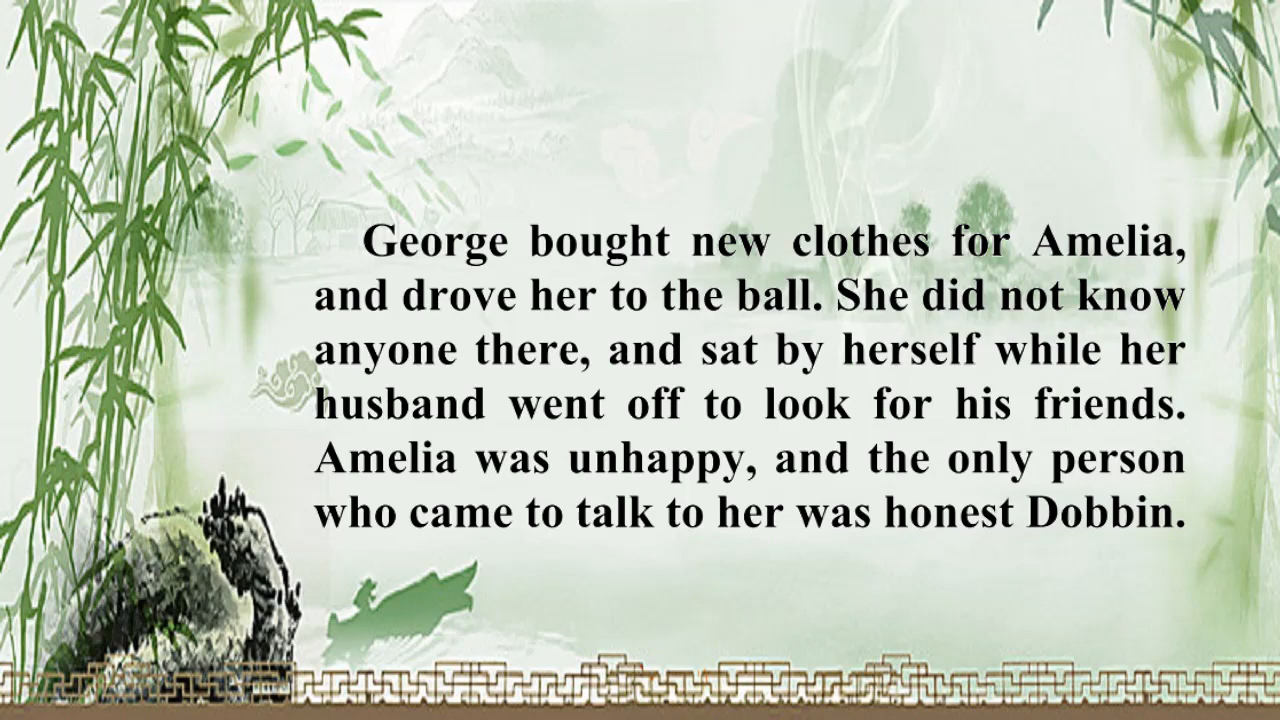 George bought new clothes for Amelia,
and drove her to the ball. She did not know
anyone there, and sat by herself while her
husband went off to look for his friends.
Amelia was unhappy, and the only person
who came to talk to her was honest Dobbin.